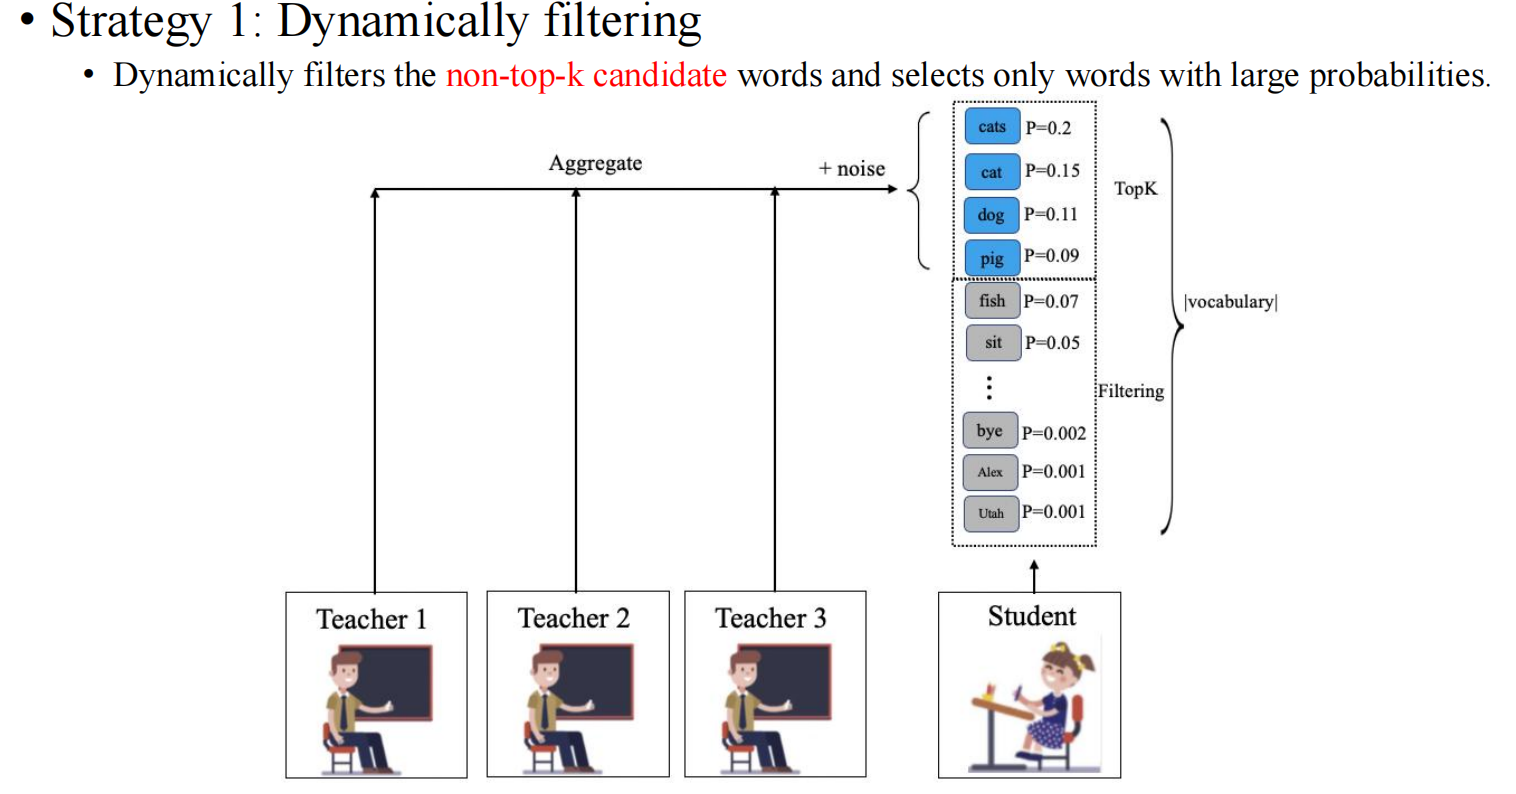 • Strategy 1: Dynamically filtering
• Dynamically filters the non-top-k candidate words and selects only words with large probabilities.
Aggregate
+ noise
cats P=0.2
cat P=0.15
dog P=0.11
pig P=0.09
TopK
fish P=0.07
sit P=0.05
⋮
bye P=0.002
Alex P=0.001
Utah P=0.001
Filtering
|vocabulary|
Teacher 1
Teacher 2
Teacher 3
Student